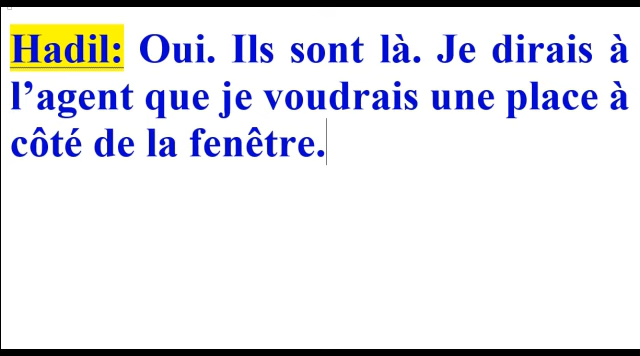 Hadil: Oui. Ils sont là. Je dirais à
l’agent que je voudrais une place à
côté de la fenêtre.